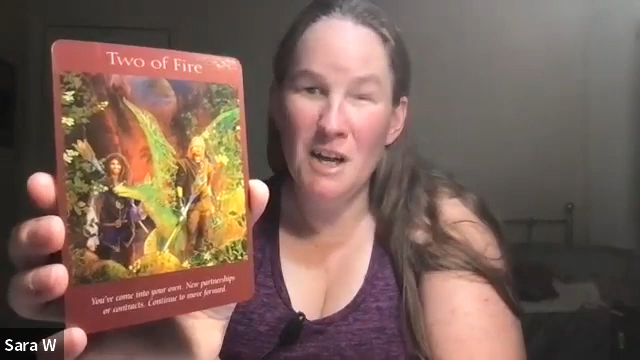 Two of Fire
You've come into your own. New partnerships
or contracts. Continue to move forward
Sara W